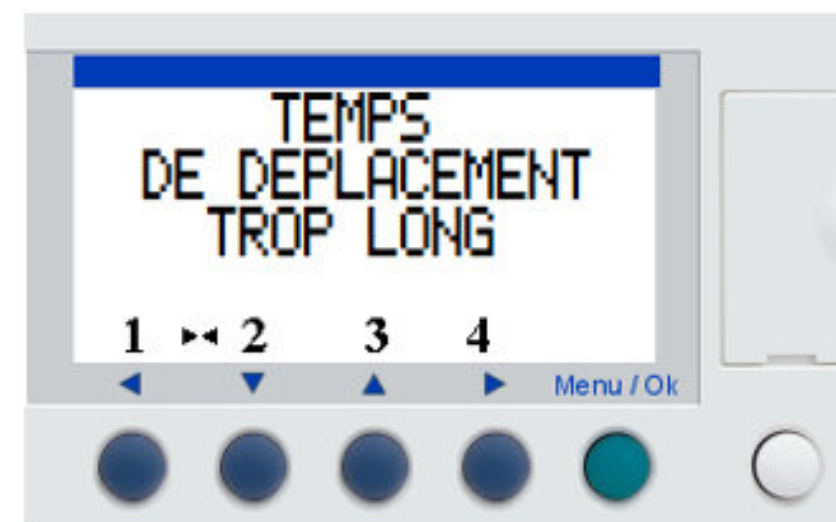 TEMPS
DE DEPLACEMENT
TROP LONG
1 2 3 4
Menu / Ok